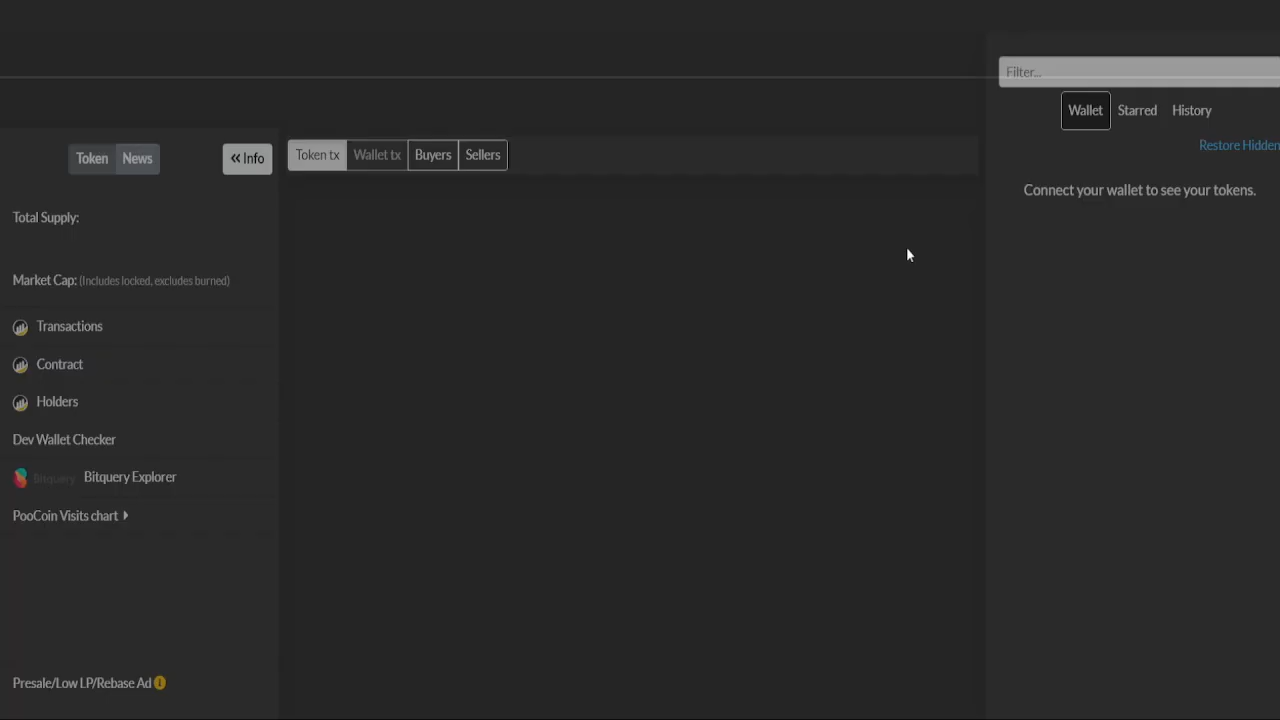 Filter...
Wallet Starred History
Restore Hidden
Connect your wallet to see your tokens.
Token News Info
Token tx Wallet tx Buyers Sellers
Total Supply:
Market Cap: (Includes locked, excludes burned)
Transactions
Contract
Holders
Dev Wallet Checker
Bitquery Bitquery Explorer
PooCoin Visits chart
Presale/Low LP/Rebase Ad